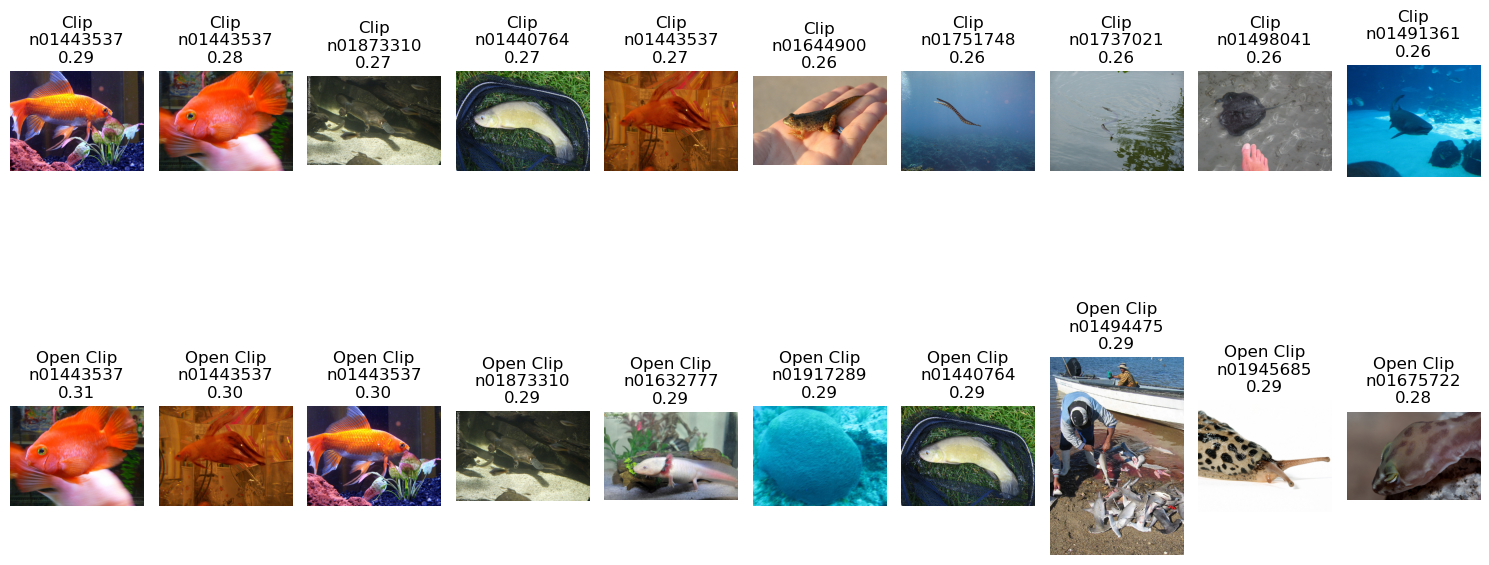 Clip
n01443537
0.29
Clip
n01443537
0.28
Clip
n01873310
0.27
Clip
n01440764
0.27
Clip
n01443537
0.27
Clip
n01644900
0.26
Clip
n01751748
0.26
Clip
n01737021
0.26
Clip
n01498041
0.26
Clip
n01491361
0.26
Open Clip
n01443537
0.31
Open Clip
n01443537
0.30
Open Clip
n01443537
0.30
Open Clip
n01873310
0.29
Open Clip
n01632777
0.29
Open Clip
n01917289
0.29
Open Clip
n01440764
0.29
Open Clip
n01494475
0.29
Open Clip
n01945685
0.29
Open Clip
n01675722
0.28